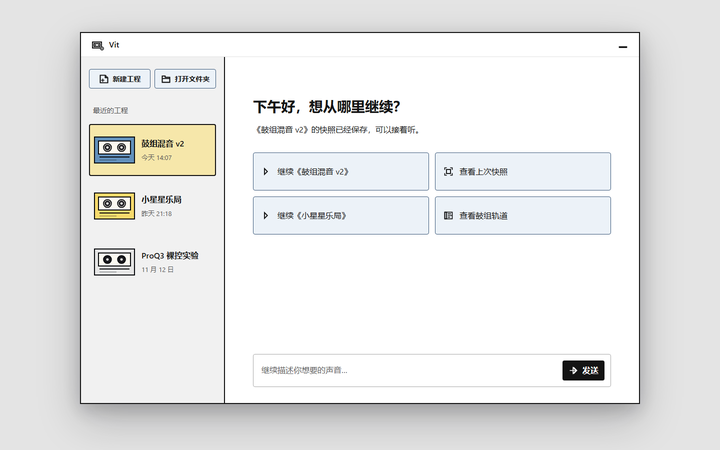 Vit
新建工程
打开文件夹
最近的工程
鼓组混音 v2
今天 14:07
小星星乐局
昨天 21:18
ProQ3 裸控实验
11 月 12 日
下午好，想从哪里继续？
《鼓组混音 v2》的快照已经保存，可以接着听。
继续《鼓组混音 v2》
查看上次快照
继续《小星星乐局》
查看鼓组轨道
继续描述你想要的声音...
发送